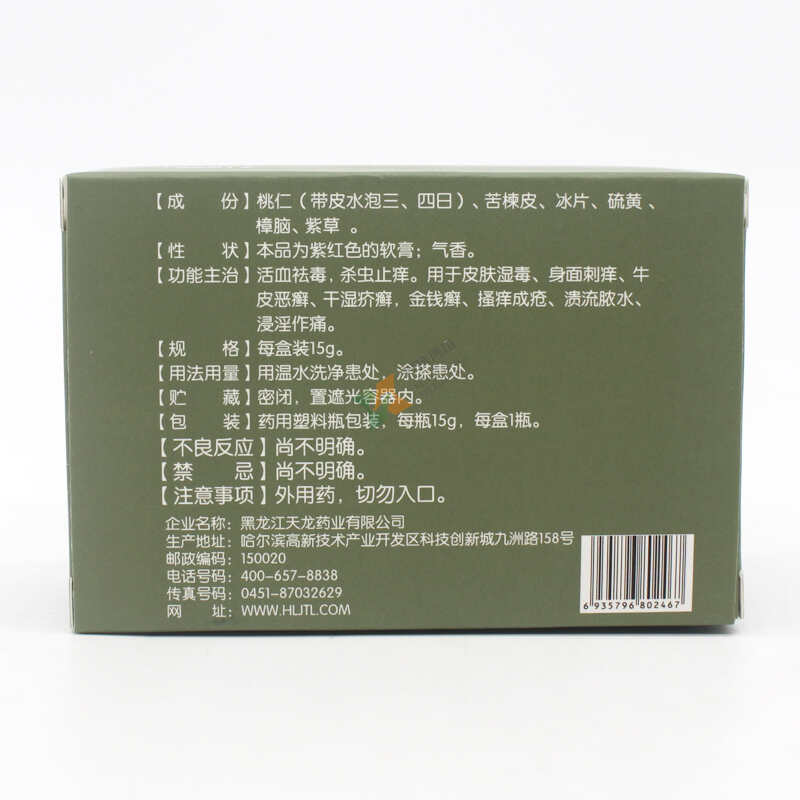 【成 份】桃仁（带皮水泡三、四日）、苦楝皮、冰片、硫黄、
樟脑、紫草 。
【性 状】本品为紫红色的软膏；气香。
【功能主治】活血祛毒，杀虫止痒。用于皮肤湿毒、身面刺痒、牛
皮恶癣、干湿疥癣，金钱癣、搔痒成疮、溃流脓水、
浸淫作痛。
【规 格】每盒装15g。
【用法用量】用温水洗净患处，涂搽患处。
【贮 藏】密闭，置遮光容器内。
【包 装】药用塑料瓶包装，每瓶15g，每盒1瓶。
【不良反应】尚不明确。
【禁 忌】尚不明确。
【注意事项】外用药，切勿入口。
企业名称：黑龙江天龙药业有限公司
生产地址：哈尔滨高新技术产业开发区科技创新城九洲路158号
邮政编码：150020
电话号码：400-657-8838
传真号码：0451-87032629
网 址：WWW.HLJTL.COM
6 935796 802467